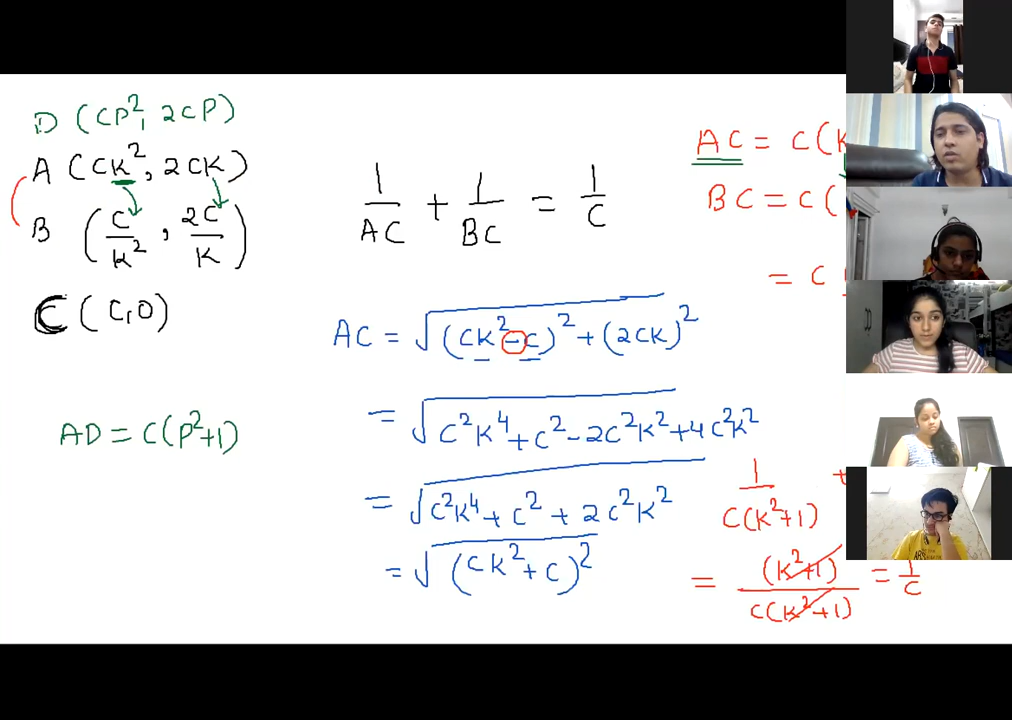 D (CP², 2CP)
A (CK², 2CK)
B (C/K², 2C/K)
C (C,0)
AD = C(P²+1)
1/AC + 1/BC = 1/C
AC = √(CK²-C)² + (2CK)²
= √C²K⁴ + C² - 2C²K² + 4C²K²
= √C²K⁴ + C² + 2C²K²
= √(CK²+C)²
AC = C(K
BC = C(
= C
1/C(K²+1) +
= (K²+1)/C(K²+1) = 1/C